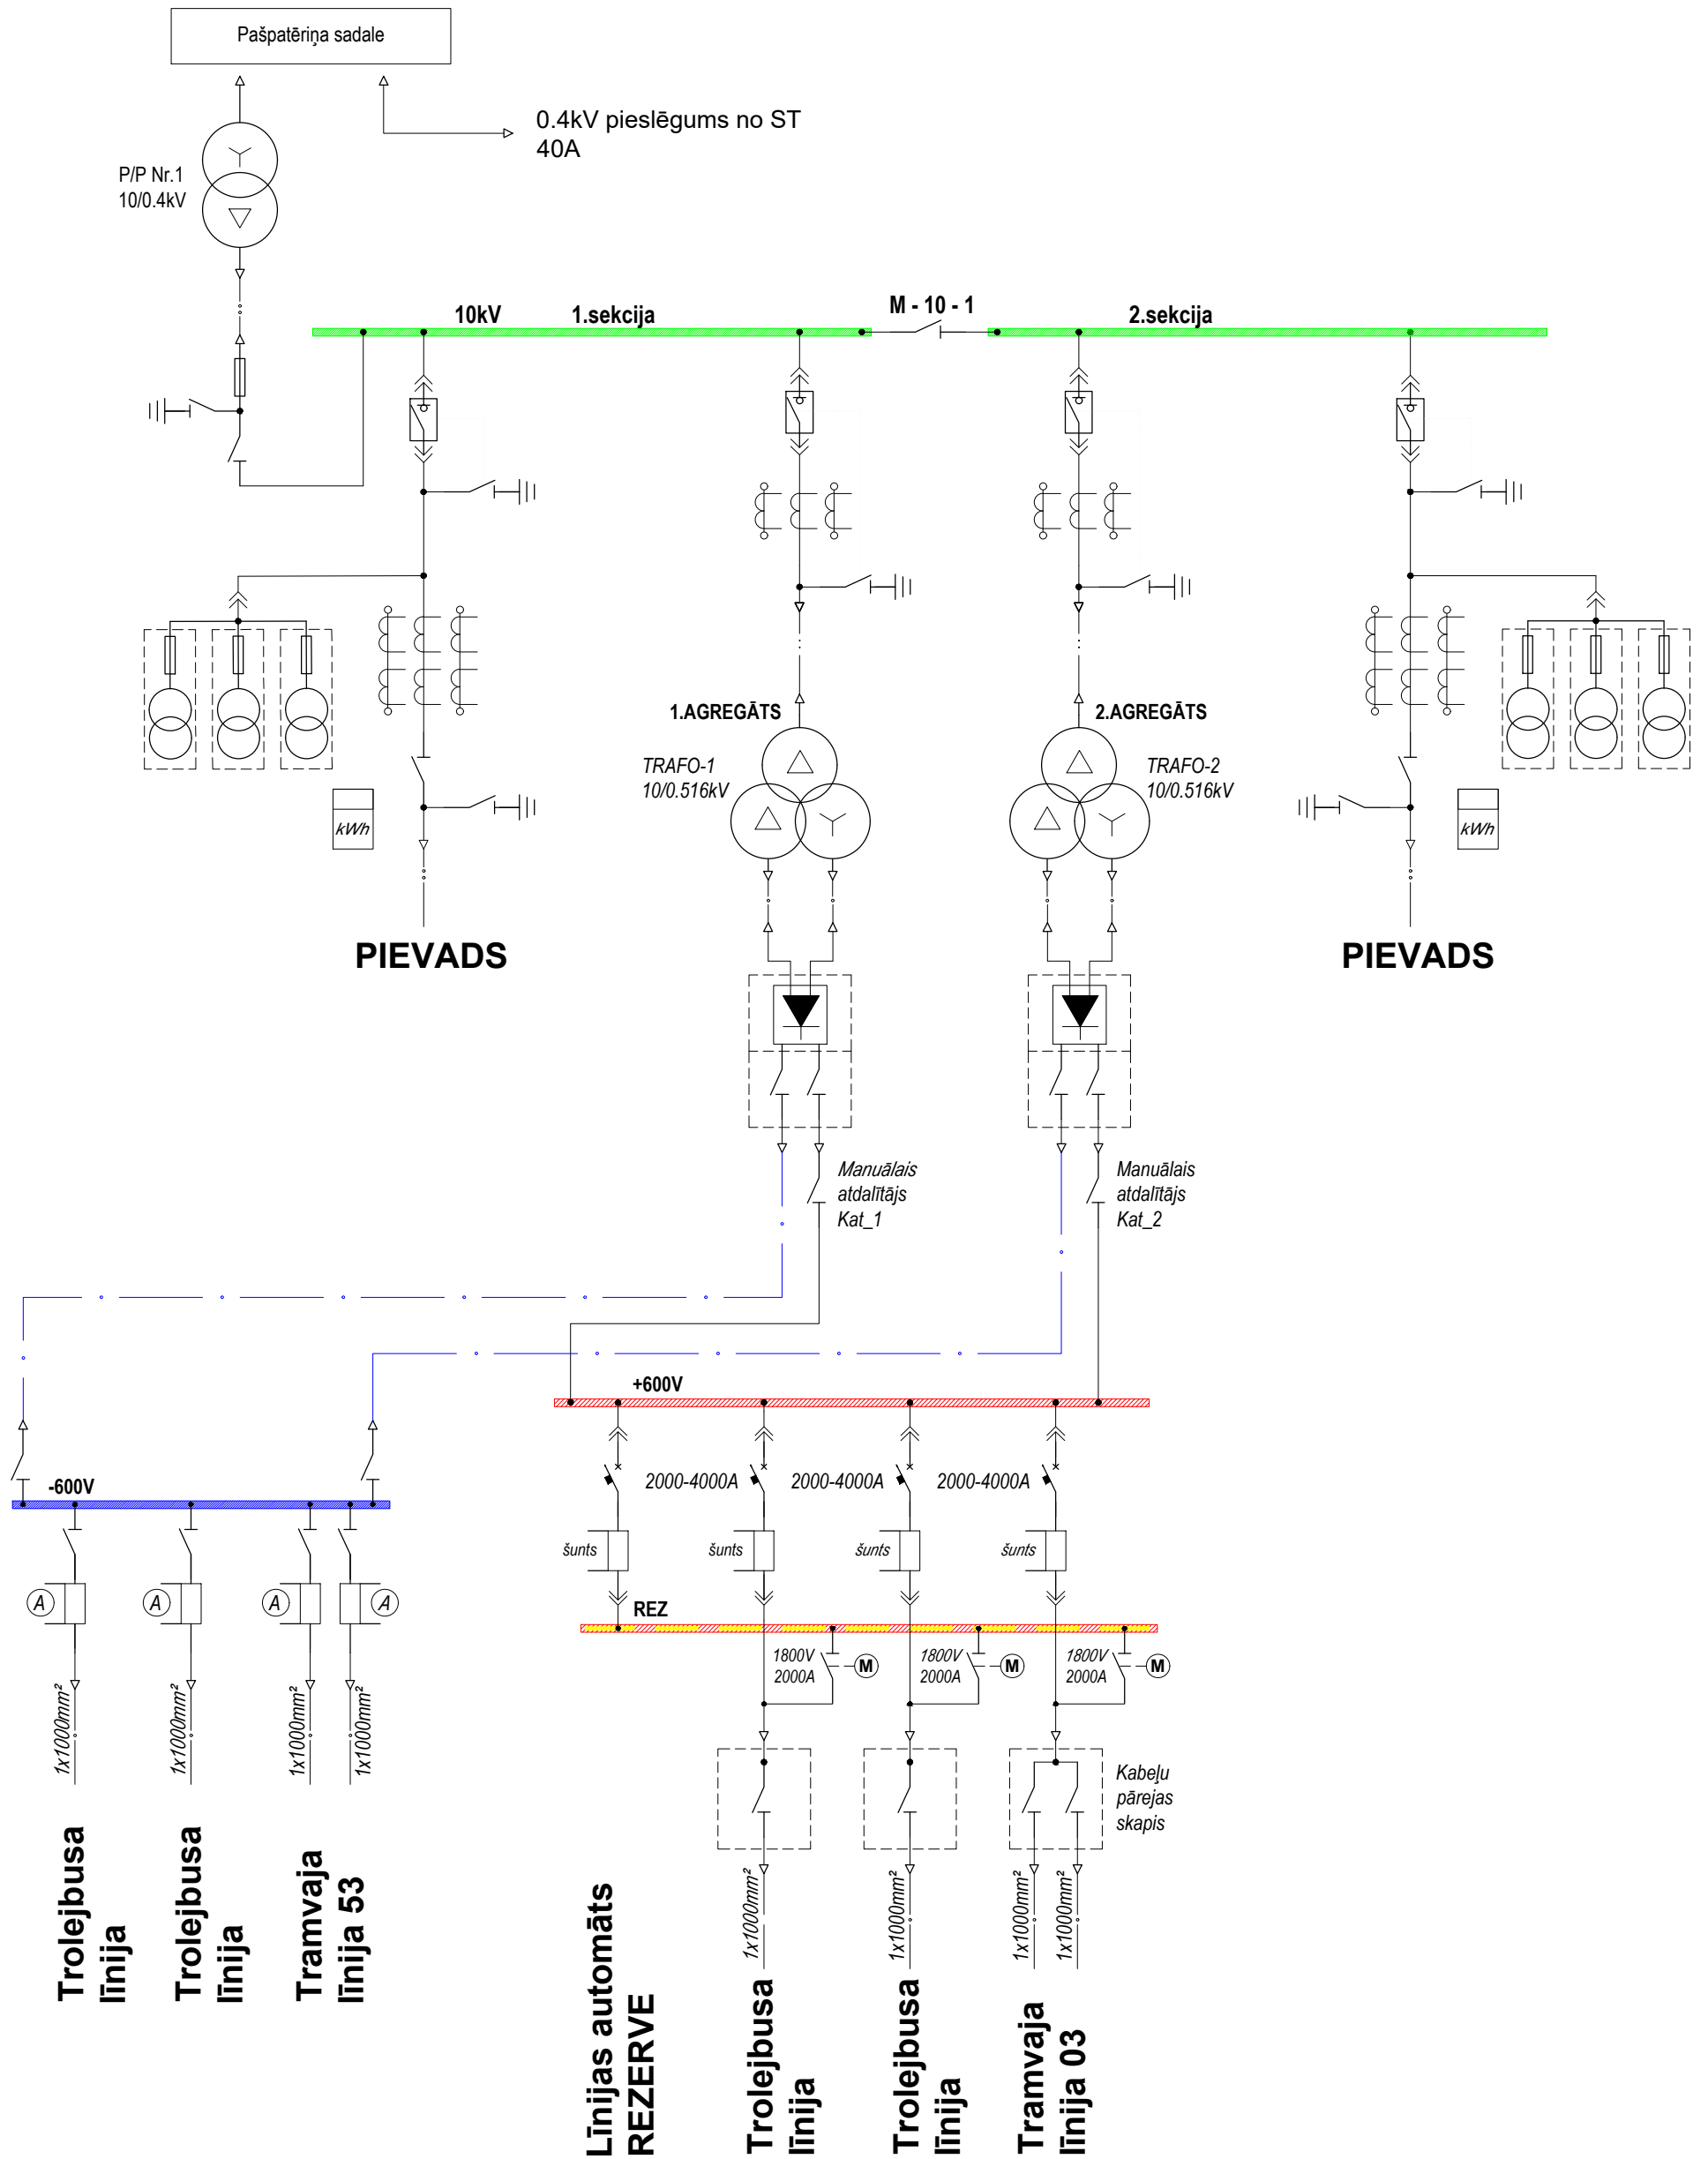 Pašpatēriņa sadale
0.4kV pieslēgums no ST
40A
P/P Nr.1
10/0.4kV
10kV
1.sekcija
M - 10 - 1
2.sekcija
1.AGREGĀTS
TRAFO-1
10/0.516kV
2.AGREGĀTS
TRAFO-2
10/0.516kV
kWh
kWh
PIEVADS
PIEVADS
Manuālais
atdalītājs
Kat_1
Manuālais
atdalītājs
Kat_2
+600V
-600V
2000-4000A
2000-4000A
2000-4000A
šunts
šunts
šunts
šunts
A
A
A
A
REZ
1800V
2000A
M
1800V
2000A
M
1800V
2000A
M
1x1000mm²
1x1000mm²
1x1000mm²
1x1000mm²
Kabeļu
pārejas
skapis
1x1000mm²
1x1000mm²
1x1000mm²
1x1000mm²
Trolejbusa
līnija
Trolejbusa
līnija
Tramvaja
līnija 53
Līnijas automāts
REZERVE
Trolejbusa
līnija
Trolejbusa
līnija
Tramvaja
līnija 03